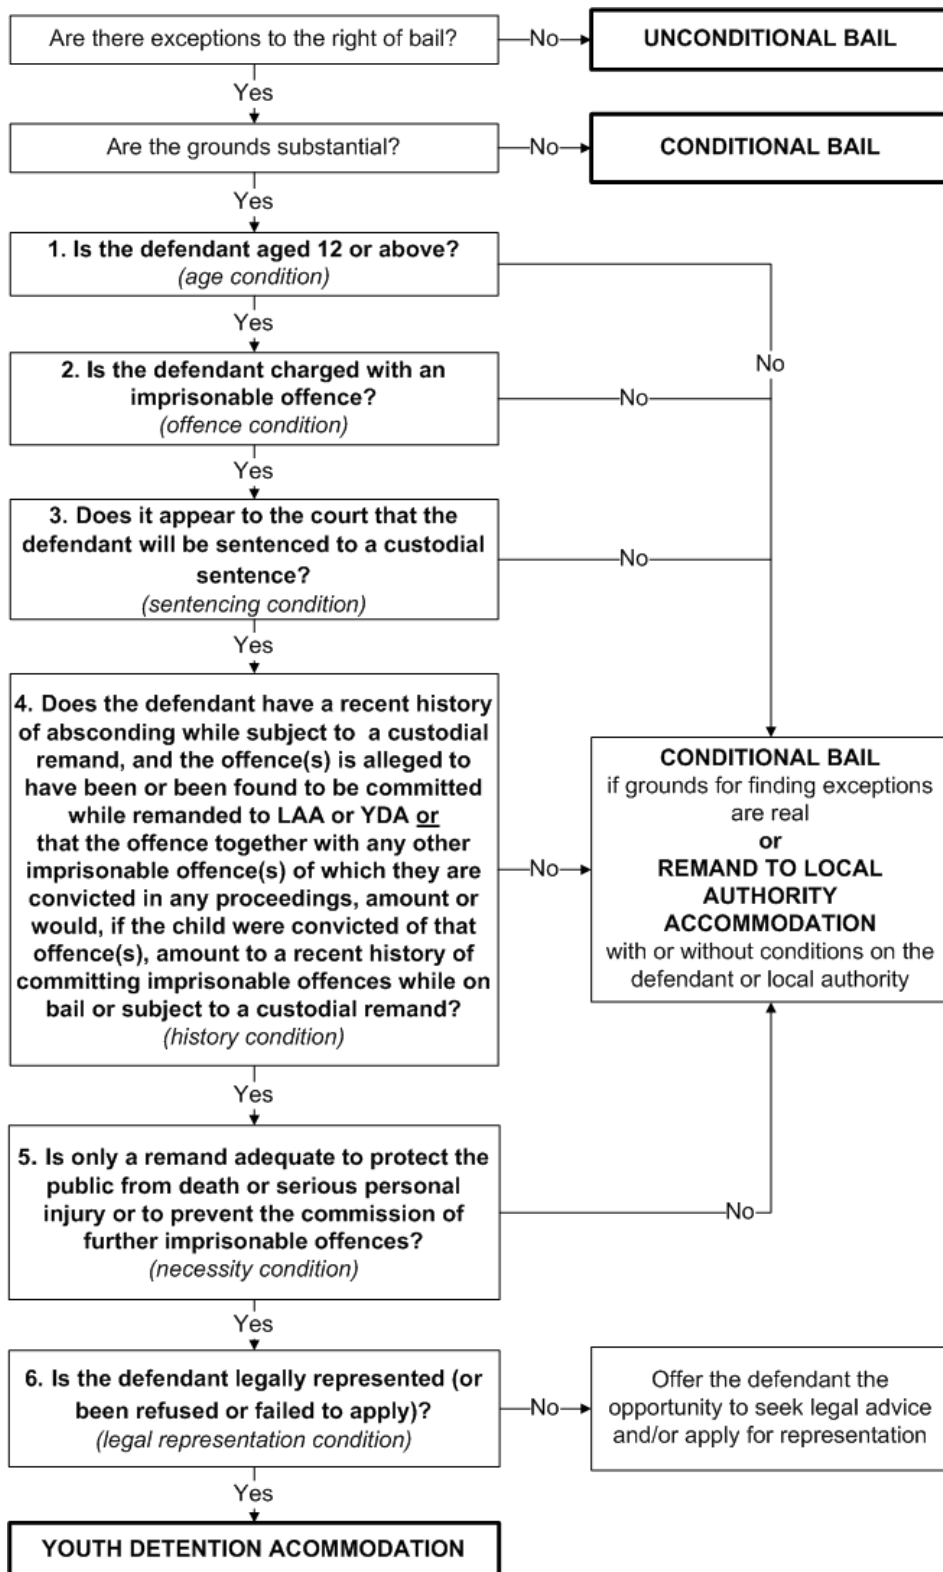 Are there exceptions to the right of bail?
No
UNCONDITIONAL BAIL
Yes
Are the grounds substantial?
No
CONDITIONAL BAIL
Yes
1. Is the defendant aged 12 or above?
(age condition)
No
Yes
2. Is the defendant charged with an
imprisonable offence?
(offence condition)
No
Yes
3. Does it appear to the court that the
defendant will be sentenced to a custodial
sentence?
(sentencing condition)
No
Yes
4. Does the defendant have a recent history
of absconding while subject to a custodial
remand, and the offence(s) is alleged to
have been or been found to be committed
while remanded to LAA or YDA or
that the offence together with any other
imprisonable offence(s) of which they are
convicted in any proceedings, amount or
would, if the child were convicted of that
offence(s), amount to a recent history of
committing imprisonable offences while on
bail or subject to a custodial remand?
(history condition)
No
CONDITIONAL BAIL
if grounds for finding exceptions
are real
or
REMAND TO LOCAL
AUTHORITY
ACCOMMODATION
with or without conditions on the
defendant or local authority
Yes
5. Is only a remand adequate to protect the
public from death or serious personal
injury or to prevent the commission of
further imprisonable offences?
(necessity condition)
No
Yes
6. Is the defendant legally represented (or
been refused or failed to apply)?
(legal representation condition)
No
Offer the defendant the
opportunity to seek legal advice
and/or apply for representation
Yes
YOUTH DETENTION ACOMMODATION